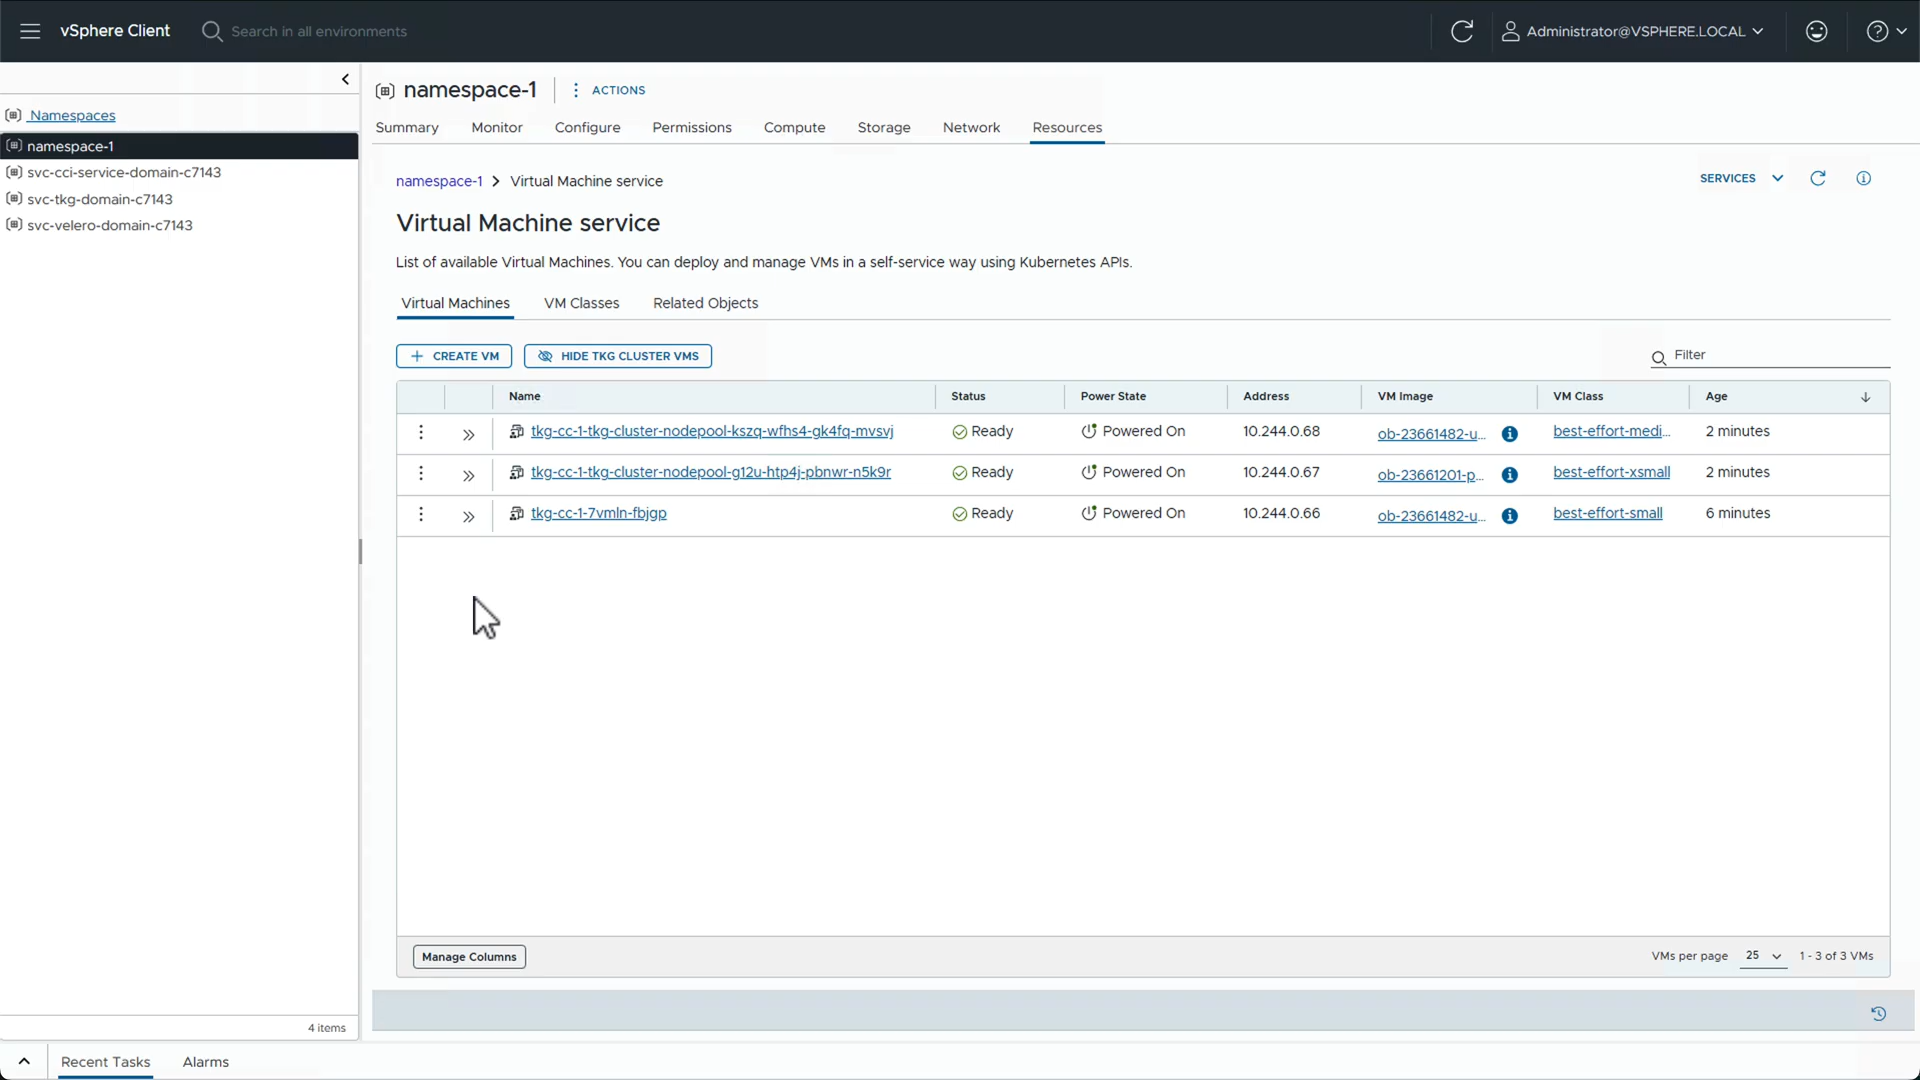 vSphere Client
Search in all environments
Administrator@VSPHERE.LOCAL
Namespaces
namespace-1
svc-cci-service-domain-c7143
svc-tkg-domain-c7143
svc-velero-domain-c7143
4 items
namespace-1
ACTIONS
Summary Monitor Configure Permissions Compute Storage Network Resources
namespace-1 > Virtual Machine service
SERVICES
Virtual Machine service
List of available Virtual Machines. You can deploy and manage VMs in a self-service way using Kubernetes APIs.
Virtual Machines VM Classes Related Objects
+ CREATE VM HIDE TKG CLUSTER VMS
Filter
Name Status Power State Address VM Image VM Class Age
tkg-cc-1-tkg-cluster-nodepool-kszq-wfhs4-gk4fq-mvsvj Ready Powered On 10.244.0.68 ob-23661482-u... best-effort-medi... 2 minutes
tkg-cc-1-tkg-cluster-nodepool-g12u-htp4j-pbnwr-n5k9r Ready Powered On 10.244.0.67 ob-23661201-p... best-effort-xsmall 2 minutes
tkg-cc-1-7vmln-fbjgp Ready Powered On 10.244.0.66 ob-23661482-u... best-effort-small 6 minutes
Manage Columns
VMs per page 25 1 - 3 of 3 VMs
Recent Tasks Alarms